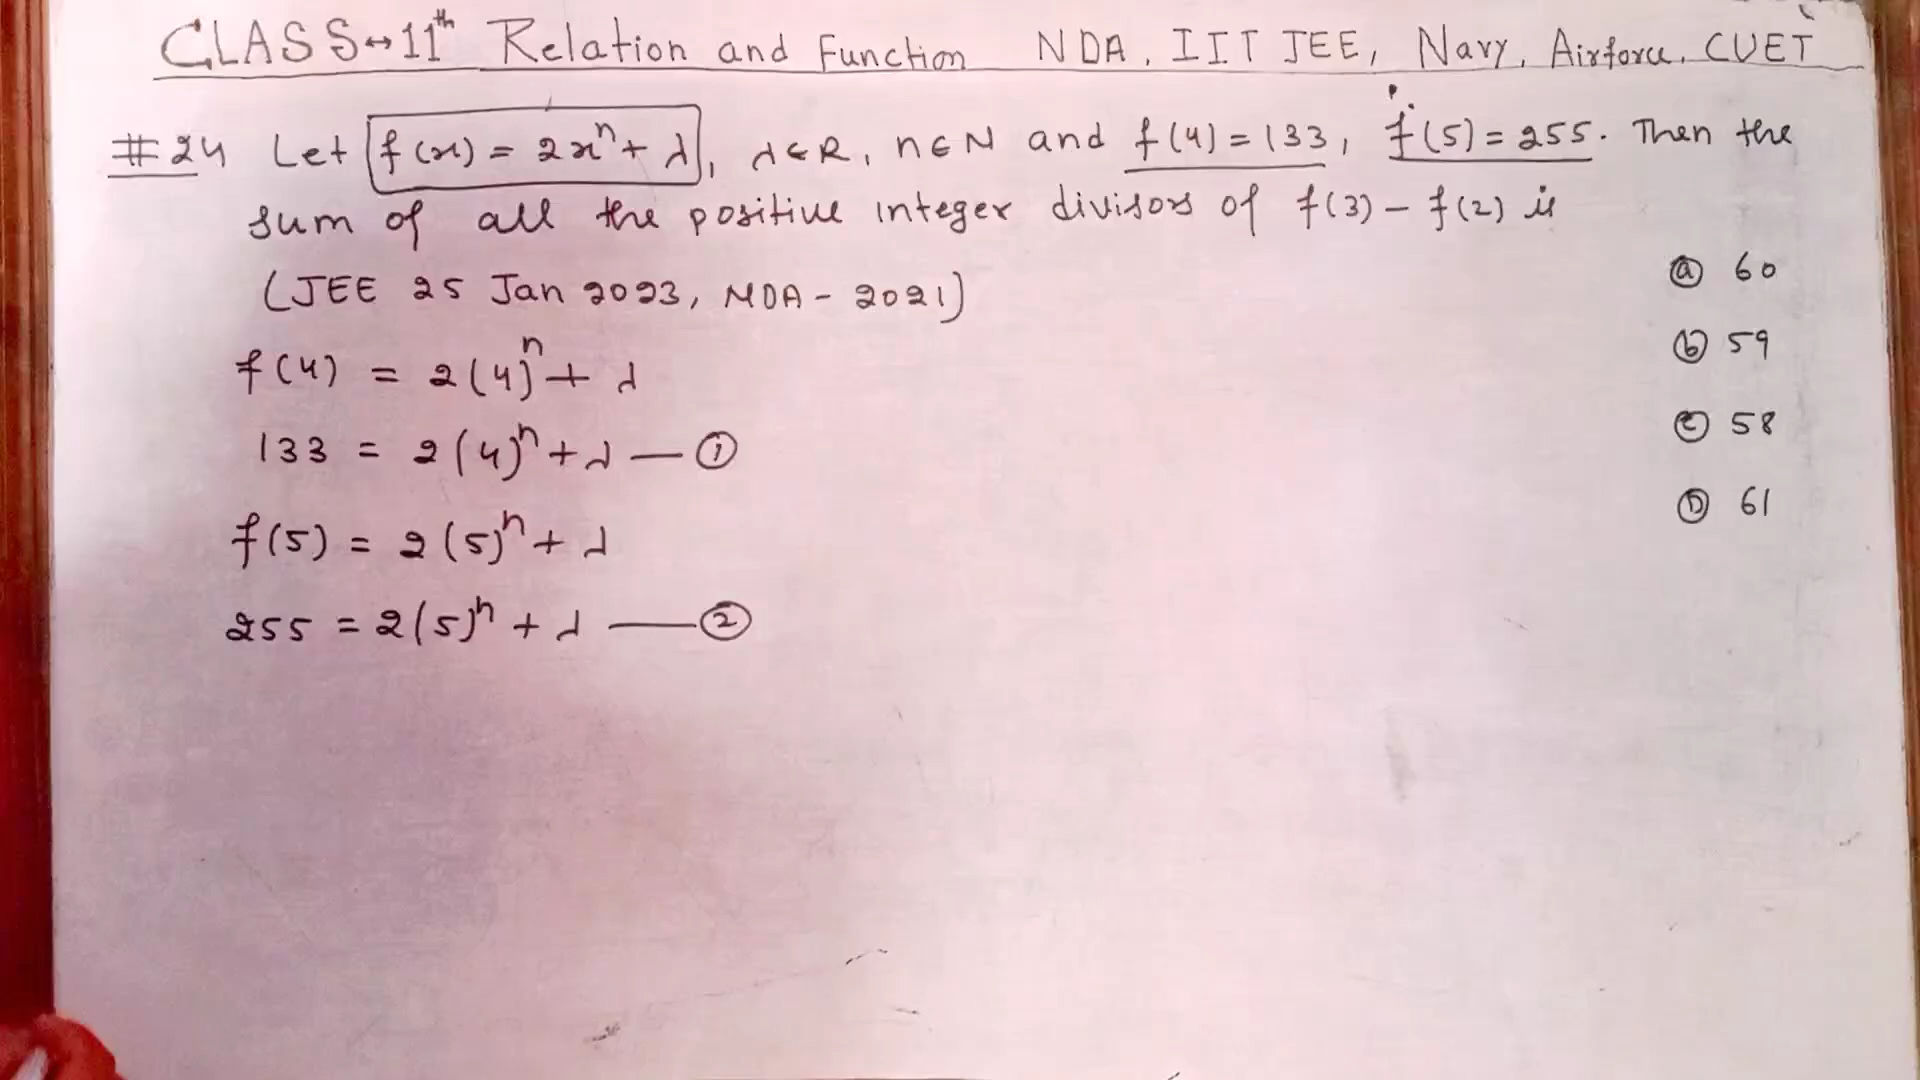 CLASS↔11th Relation and Function NDA, IIT JEE, Navy, Airforce, CUET
#24 Let f(x) = 2xⁿ + λ, λ∈R, n∈N and f(4) = 133, f(5) = 255. Then the
sum of all the positive integer divisors of f(3) - f(2) is
(JEE 25 Jan 2023, NDA - 2021)
ⓐ 60
ⓑ 59
ⓒ 58
Ⓓ 61
f(4) = 2(4)ⁿ + λ
133 = 2(4)ⁿ + λ — ①
f(5) = 2(5)ⁿ + λ
255 = 2(5)ⁿ + λ — ②